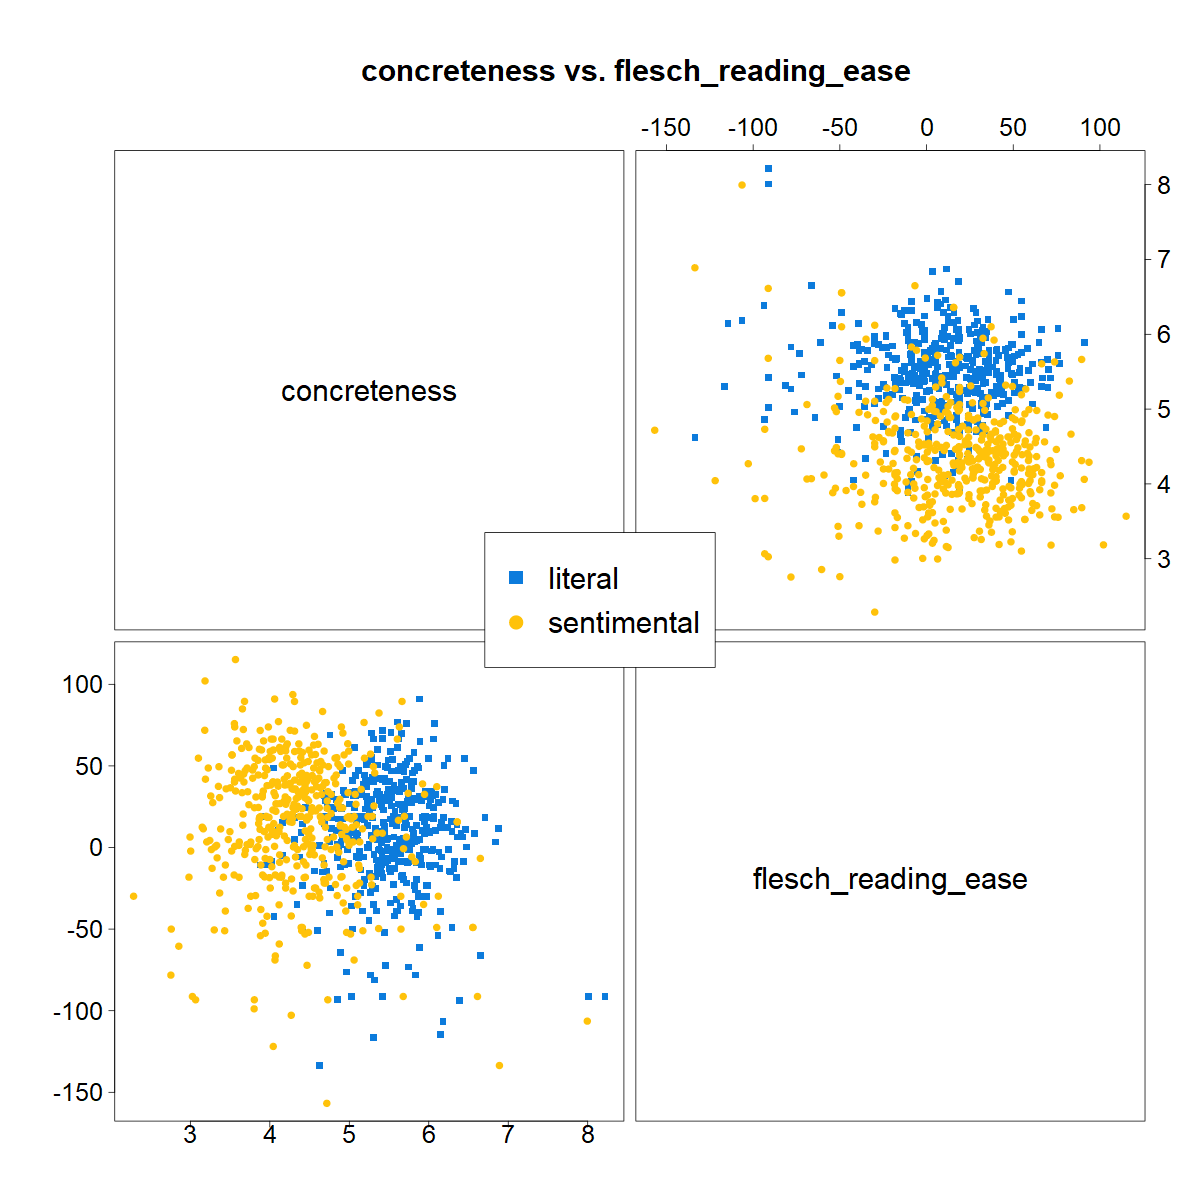 concreteness vs. flesch_reading_ease
-150 -100 -50 0 50 100
8
7
6
5
4
3
concreteness
literal
sentimental
100
50
0
-50
-100
-150
flesch_reading_ease
3 4 5 6 7 8